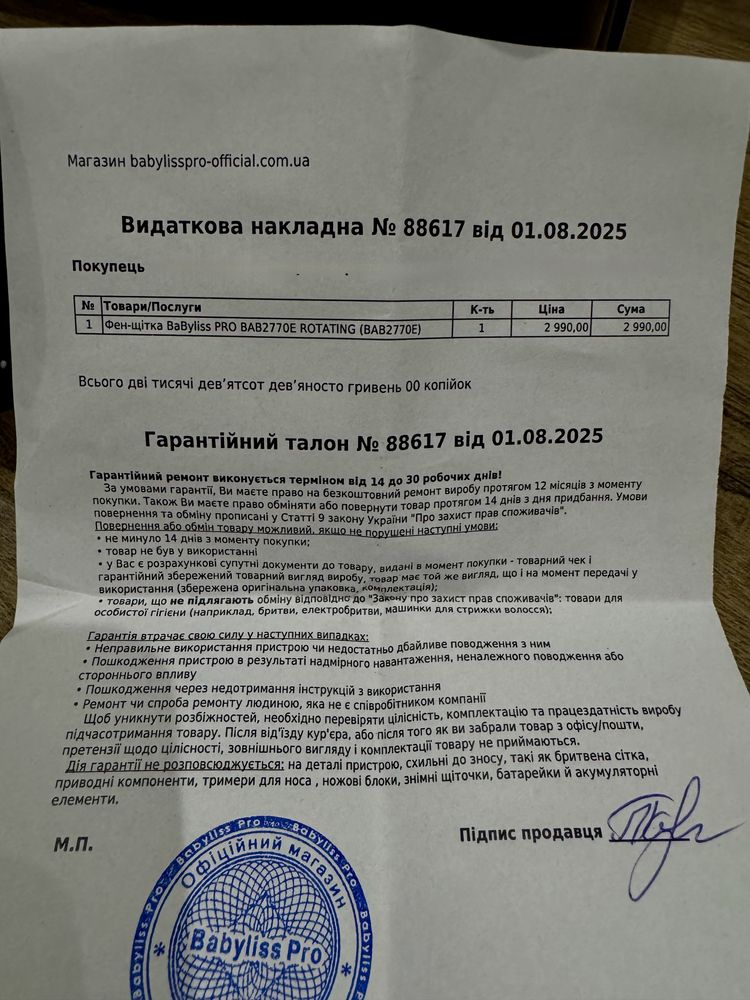 Магазин babylisspro-official.com.ua
Видаткова накладна № 88617 від 01.08.2025
Покупець
№ Товари/Послуги К-ть Ціна Сума
1 Фен-щітка BaByliss PRO BAB2770E ROTATING (BAB2770E) 1 2 990,00 2 990,00
Всього дві тисячі дев'ятсот дев'яносто гривень 00 копійок
Гарантійний талон № 88617 від 01.08.2025
Гарантійний ремонт виконується терміном від 14 до 30 робочих днів!
За умовами гарантії, Ви маєте право на безкоштовний ремонт виробу протягом 12 місяців з моменту
покупки. Також Ви маєте право обміняти або повернути товар протягом 14 днів з дня придбання. Умови
повернення та обміну прописані у Статті 9 закону України "Про захист прав споживачів".
Повернення або обмін товару можливий, якщо не порушені наступні умови:
• не минуло 14 днів з моменту покупки;
• товар не був у використанні
• у Вас є розрахункові супутні документи до товару, видані в момент покупки - товарний чек і
гарантійний збережений товарний вигляд виробу, товар має той же вигляд, що і на момент передачі у
використання (збережена оригінальна упаковка, комплектація);
• товари, що не підлягають обміну відповідно до "Закону про захист прав споживачів": товари для
особистої гігієни (наприклад, бритви, електробритви, машинки для стрижки волосся);
Гарантія втрачає свою силу у наступних випадках:
• Неправильне використання пристрою чи недостатньо дбайливе поводження з ним
• Пошкодження пристрою в результаті надмірного навантаження, неналежного поводження або
стороннього впливу
• Пошкодження через недотримання інструкцій з використання
• Ремонт чи спроба ремонту людиною, яка не є співробітником компанії
Щоб уникнути розбіжностей, необхідно перевіряти цілісність, комплектацію та працездатність виробу
підчасотримання товару. Після від'їзду кур'єра, або після того як ви забрали товар з офісу/пошти,
претензії щодо цілісності, зовнішнього вигляду і комплектації товару не приймаються.
Дія гарантії не розповсюджується: на деталі пристрою, схильні до зносу, такі як бритвена сітка,
приводні компоненти, тримери для носа , ножові блоки, знімні щіточки, батарейки й акумуляторні
елементи.
М.П.
Підпис продавця
Babyliss Pro Babyliss Pro Babyliss Pro
Офіційний магазин
Babyliss Pro